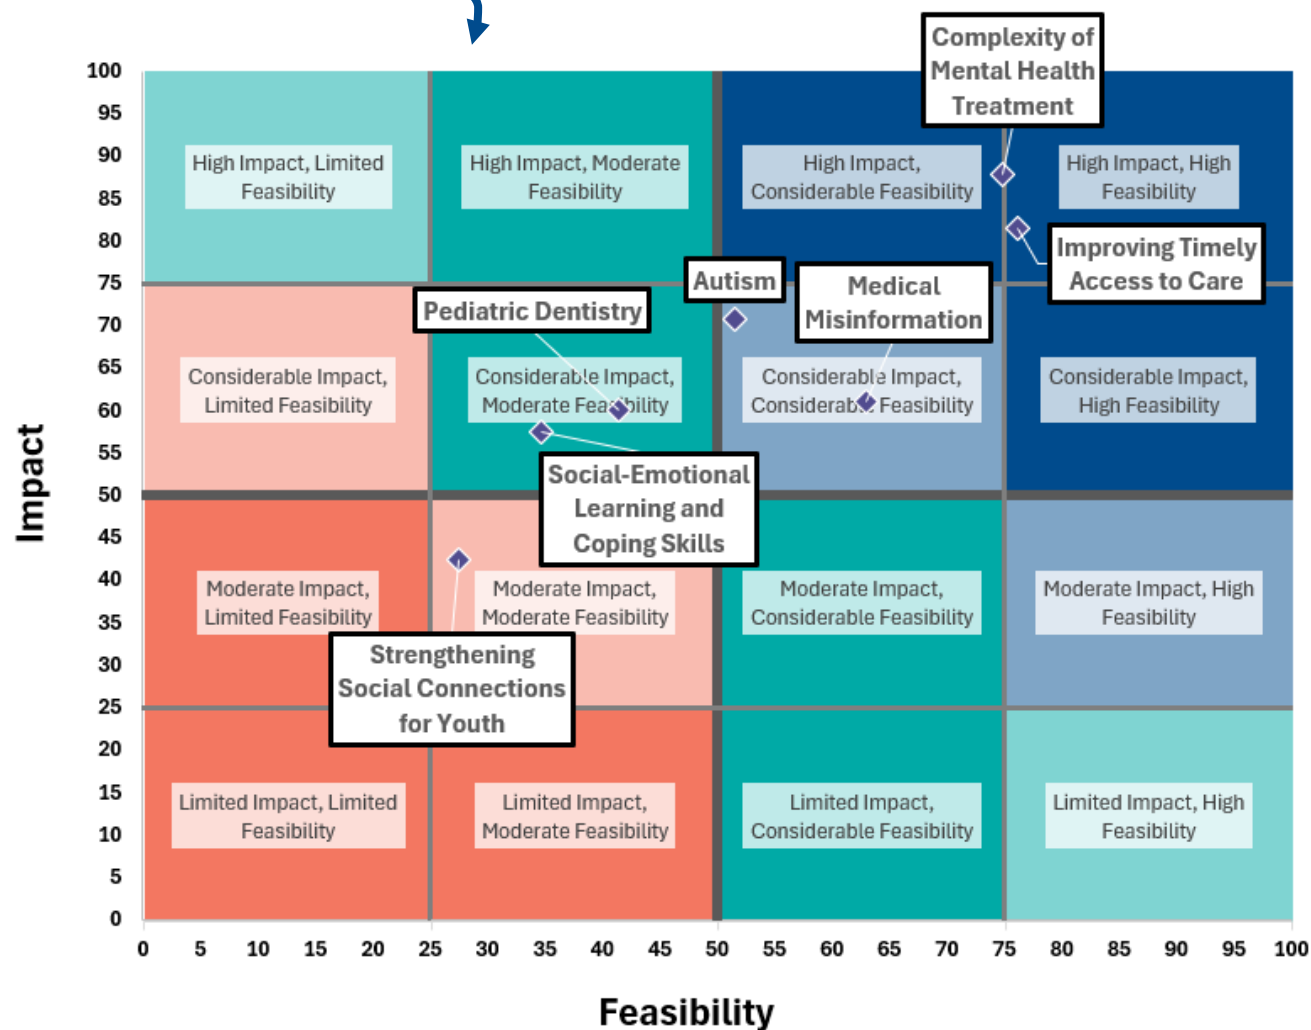 Complexity of
Mental Health
Treatment
100
95
90
85
80
75
70
65
60
55
50
45
40
35
30
25
20
15
10
5
0
Impact
High Impact, Limited
Feasibility
High Impact, Moderate
Feasibility
High Impact,
Considerable Feasibility
High Impact, High
Feasibility
Improving Timely
Access to Care
Autism
Medical
Misinformation
Pediatric Dentistry
Considerable Impact,
Limited Feasibility
Considerable Impact,
Moderate Feasibility
Considerable Impact,
Considerable Feasibility
Considerable Impact,
High Feasibility
Social-Emotional
Learning and
Coping Skills
Moderate Impact,
Limited Feasibility
Moderate Impact,
Moderate Feasibility
Moderate Impact,
Considerable Feasibility
Moderate Impact, High
Feasibility
Strengthening
Social Connections
for Youth
Limited Impact, Limited
Feasibility
Limited Impact,
Moderate Feasibility
Limited Impact,
Considerable Feasibility
Limited Impact, High
Feasibility
0 5 10 15 20 25 30 35 40 45 50 55 60 65 70 75 80 85 90 95 100
Feasibility